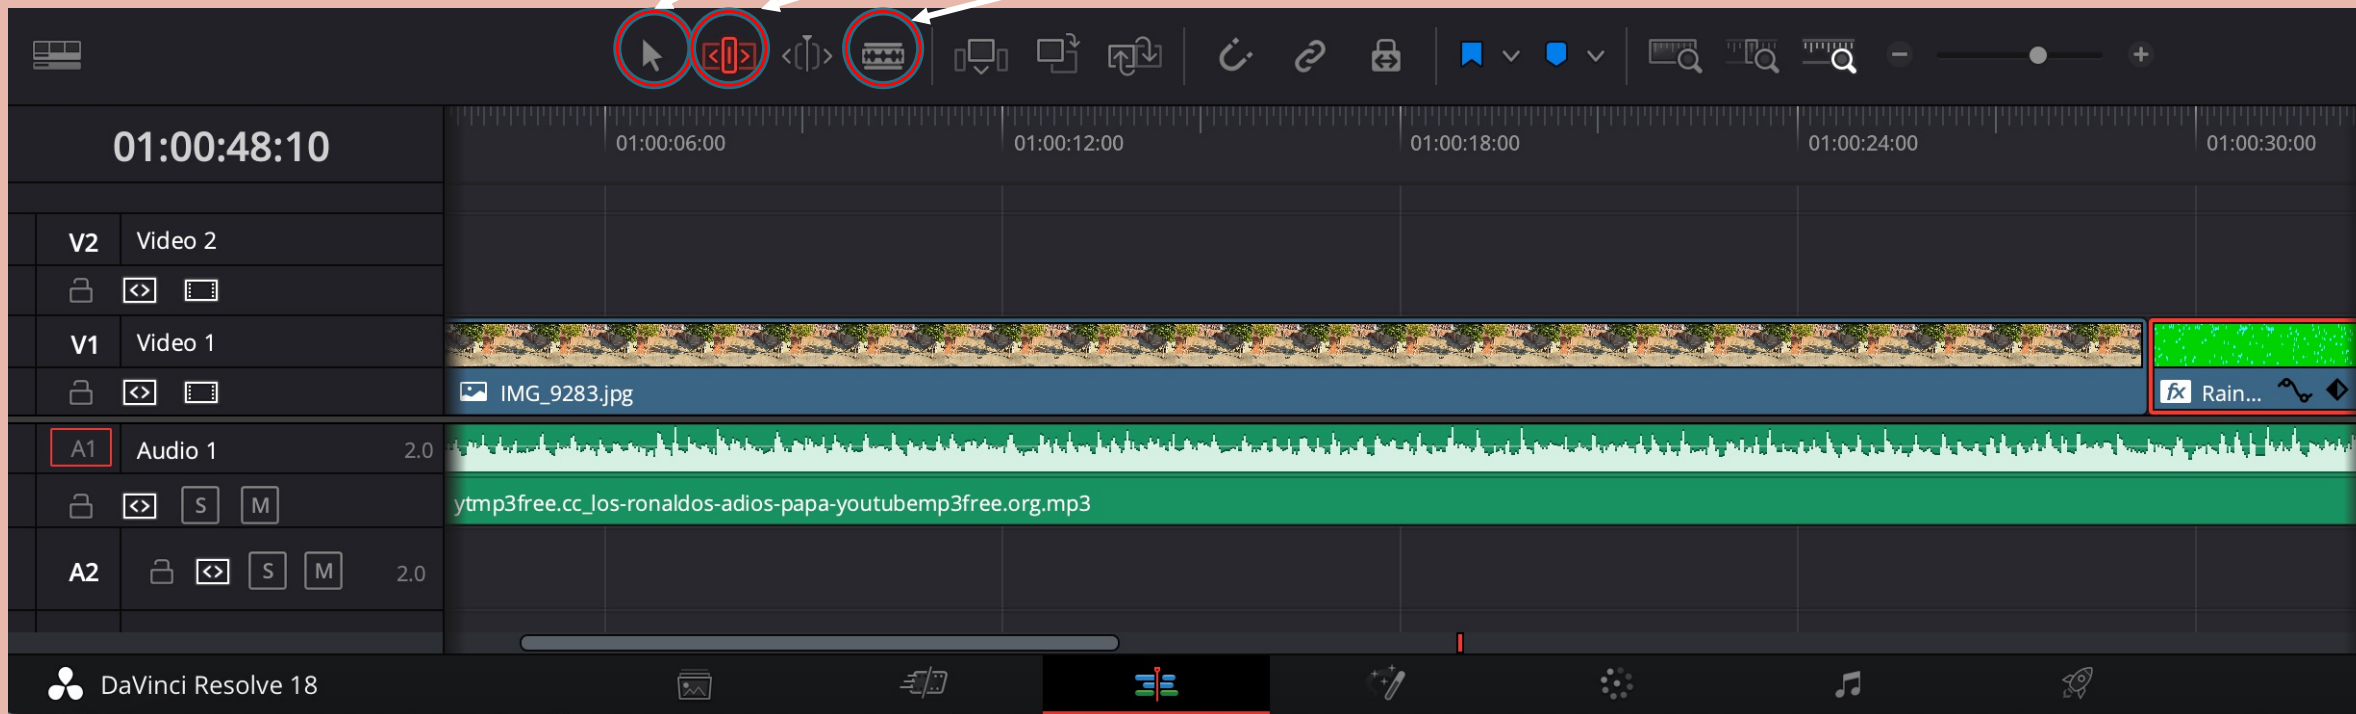 01:00:48:10
01:00:06:00 01:00:12:00 01:00:18:00 01:00:24:00 01:00:30:00
V2 Video 2
V1 Video 1
IMG_9283.jpg fx Rain...
A1 Audio 1 2.0
S M ytmp3free.cc_los-ronaldos-adios-papa-youtubemp3free.org.mp3
A2 S M 2.0
DaVinci Resolve 18